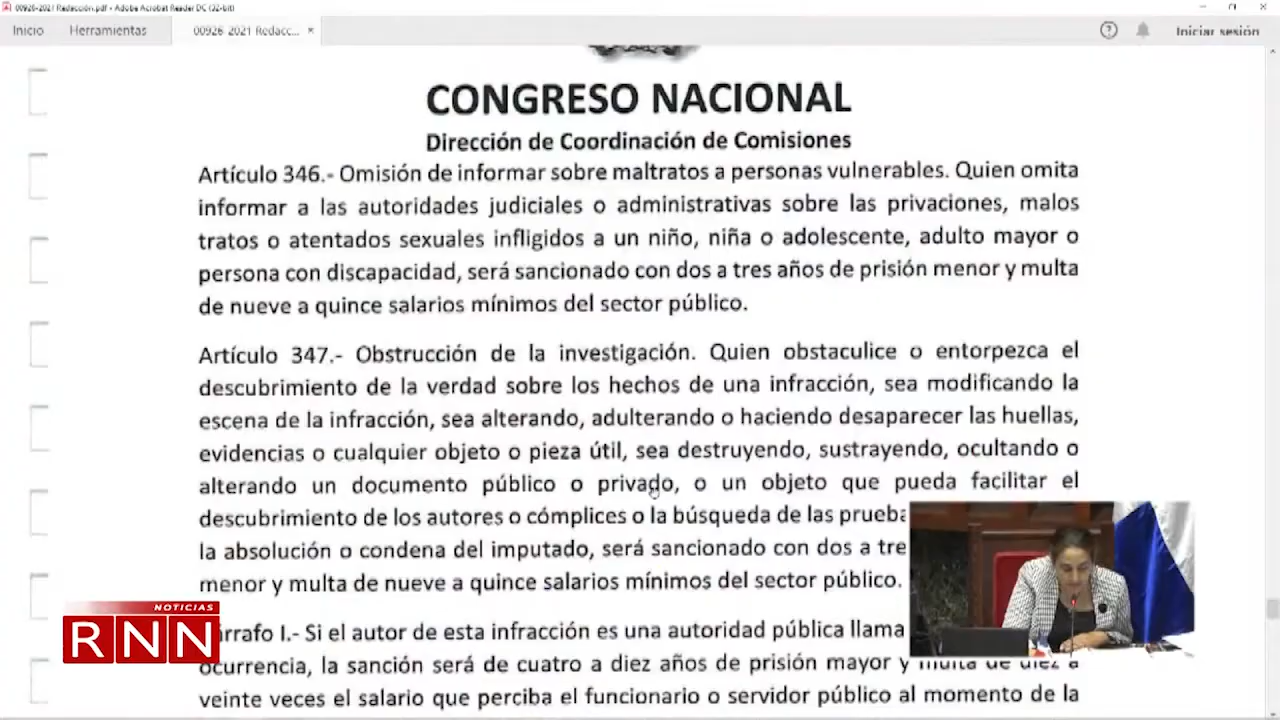 00926-2021 Redacción.pdf - Adobe Acrobat Reader DC (32-bit)
Inicio Herramientas 00926-2021 Redacc... × Iniciar sesión
CONGRESO NACIONAL
Dirección de Coordinación de Comisiones
Artículo 346.- Omisión de informar sobre maltratos a personas vulnerables. Quien omita
informar a las autoridades judiciales o administrativas sobre las privaciones, malos
tratos o atentados sexuales infligidos a un niño, niña o adolescente, adulto mayor o
persona con discapacidad, será sancionado con dos a tres años de prisión menor y multa
de nueve a quince salarios mínimos del sector público.
Artículo 347.- Obstrucción de la investigación. Quien obstaculice o entorpezca el
descubrimiento de la verdad sobre los hechos de una infracción, sea modificando la
escena de la infracción, sea alterando, adulterando o haciendo desaparecer las huellas,
evidencias o cualquier objeto o pieza útil, sea destruyendo, sustrayendo, ocultando o
alterando un documento público o privado, o un objeto que pueda facilitar el
descubrimiento de los autores o cómplices o la búsqueda de las prueba
la absolución o condena del imputado, será sancionado con dos a tre
menor y multa de nueve a quince salarios mínimos del sector público.
árrafo I.- Si el autor de esta infracción es una autoridad pública llama
ocurrencia, la sanción será de cuatro a diez años de prisión mayor y multa de diez a
veinte veces el salario que perciba el funcionario o servidor público al momento de la
NOTICIAS
RNN